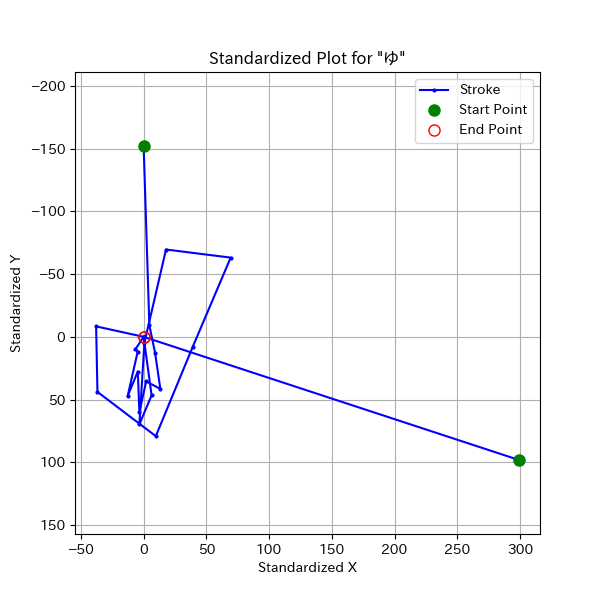 Standardized Plot for "ゆ"
Stroke
Start Point
End Point
Standardized Y
−200
−150
−100
−50
0
50
100
150
−50 0 50 100 150 200 250 300
Standardized X